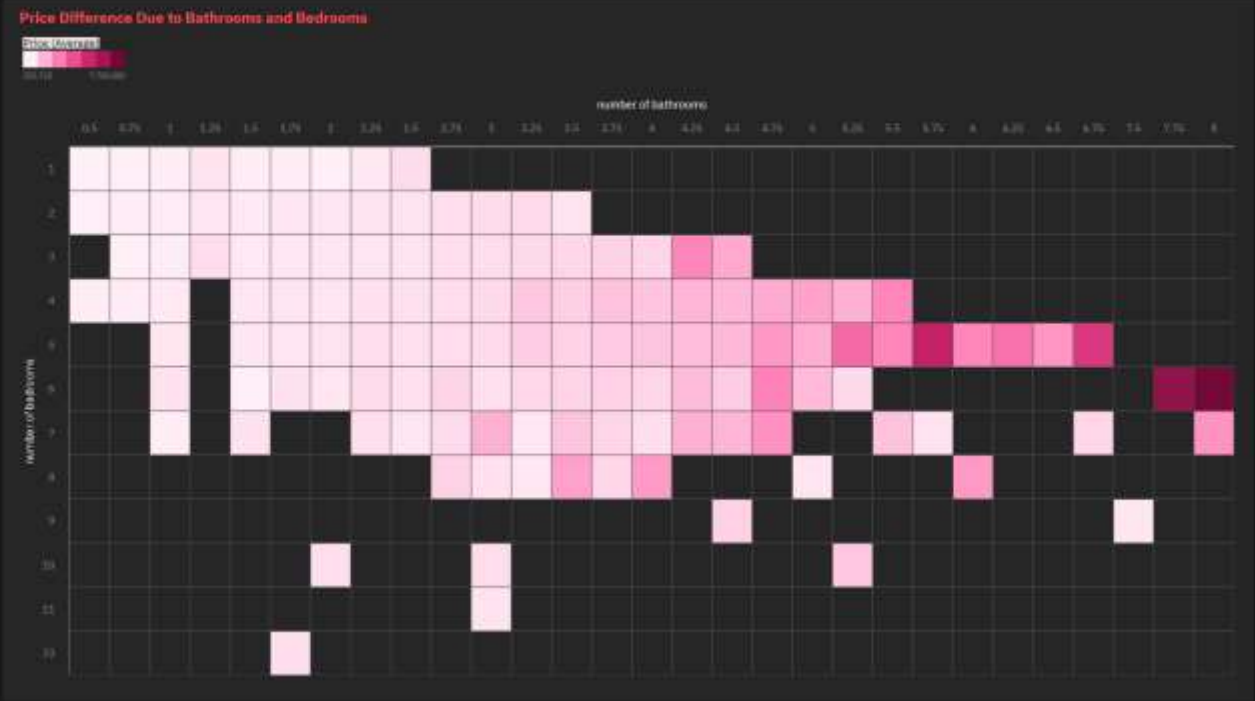 Price Difference Due to Bathrooms and Bedrooms
Price (Average)
number of bathrooms
0.5 0.75 1 1.25 1.5 1.75 2 2.25 2.5 2.75 3 3.25 3.5 3.75 4 4.25 4.5 4.75 5 5.25 5.5 5.75 6 6.25 6.5 6.75 7.5 7.75 8
1
2
3
4
5
6
7
8
9
10
11
33
number of badrooms